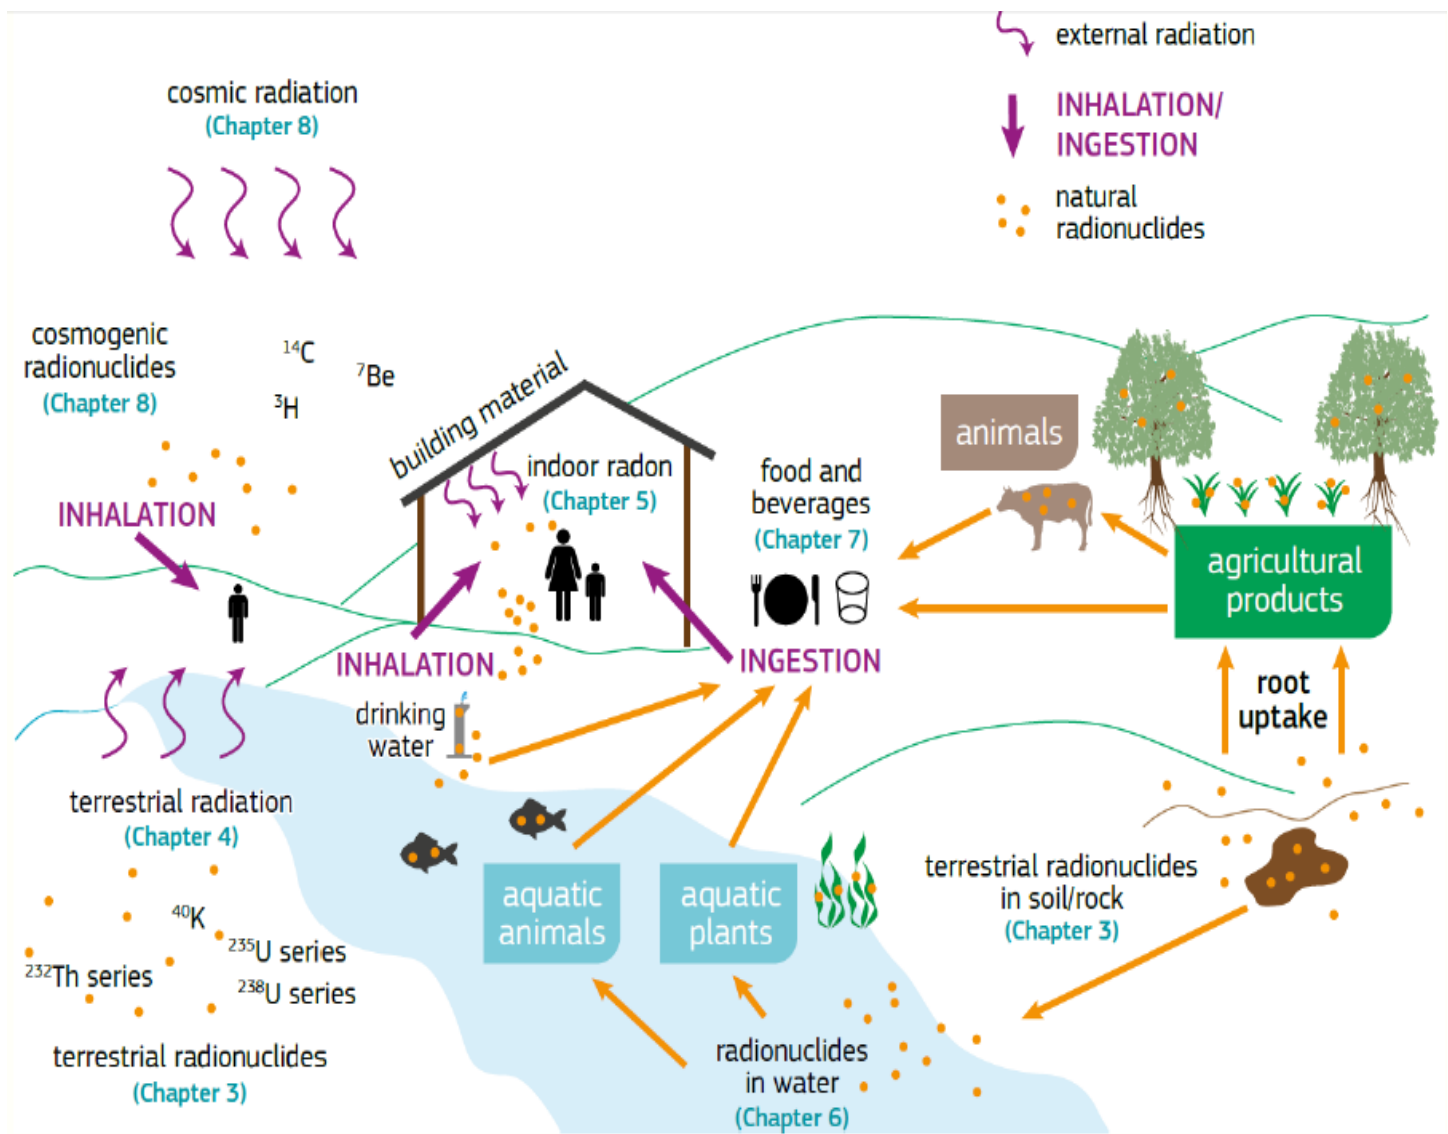 external radiation
INHALATION/
INGESTION
natural
radionuclides
cosmic radiation
(Chapter 8)
cosmogenic
radionuclides
(Chapter 8)
¹⁴C
⁷Be
³H
INHALATION
building material
indoor radon
(Chapter 5)
food and
beverages
(Chapter 7)
animals
agricultural
products
INHALATION
INGESTION
root
uptake
drinking
water
terrestrial radiation
(Chapter 4)
⁴⁰K
²³⁵U series
²³²Th series
²³⁸U series
terrestrial radionuclides
(Chapter 3)
aquatic
animals
aquatic
plants
terrestrial radionuclides
in soil/rock
(Chapter 3)
radionuclides
in water
(Chapter 6)